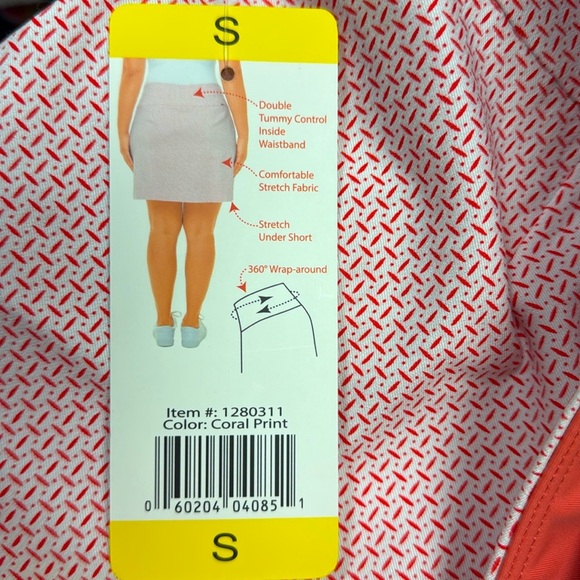 S
Double
Tummy Control
Inside
Waistband
Comfortable
Stretch Fabric
Stretch
Under Short
360° Wrap-around
Item #: 1280311
Color: Coral Print
0 60204 04085 1
S